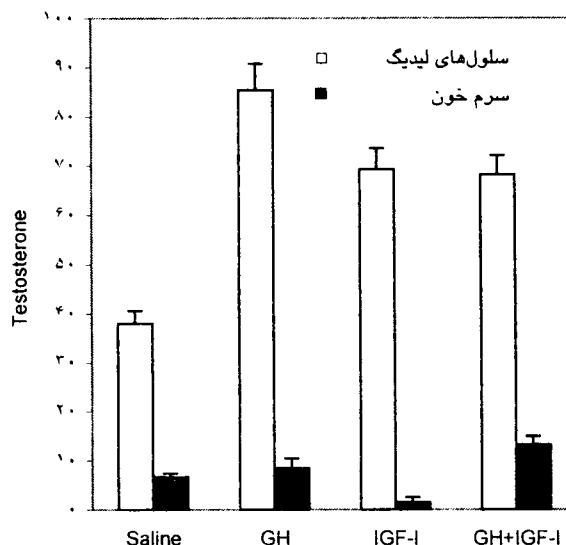 ۱۰۰
۹۰
۸۰
۷۰
۶۰
۵۰
۴۰
۳۰
۲۰
۱۰
۰
Testosterone
سلول‌های لیدیگ
سرم خون
Saline GH IGF-I GH+IGF-I